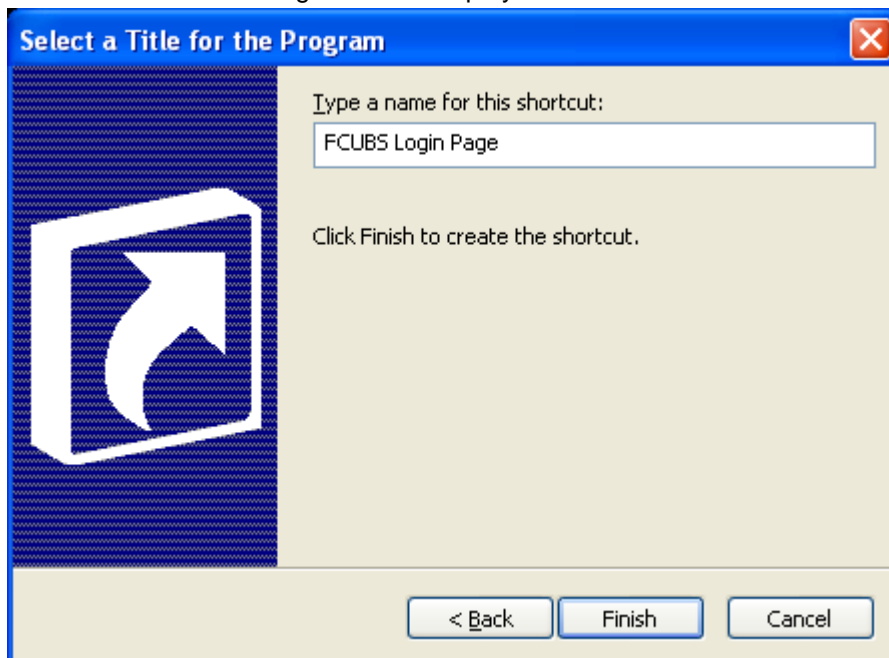 Select a Title for the Program
Type a name for this shortcut:
FCUBS Login Page
Click Finish to create the shortcut.
< Back Finish Cancel